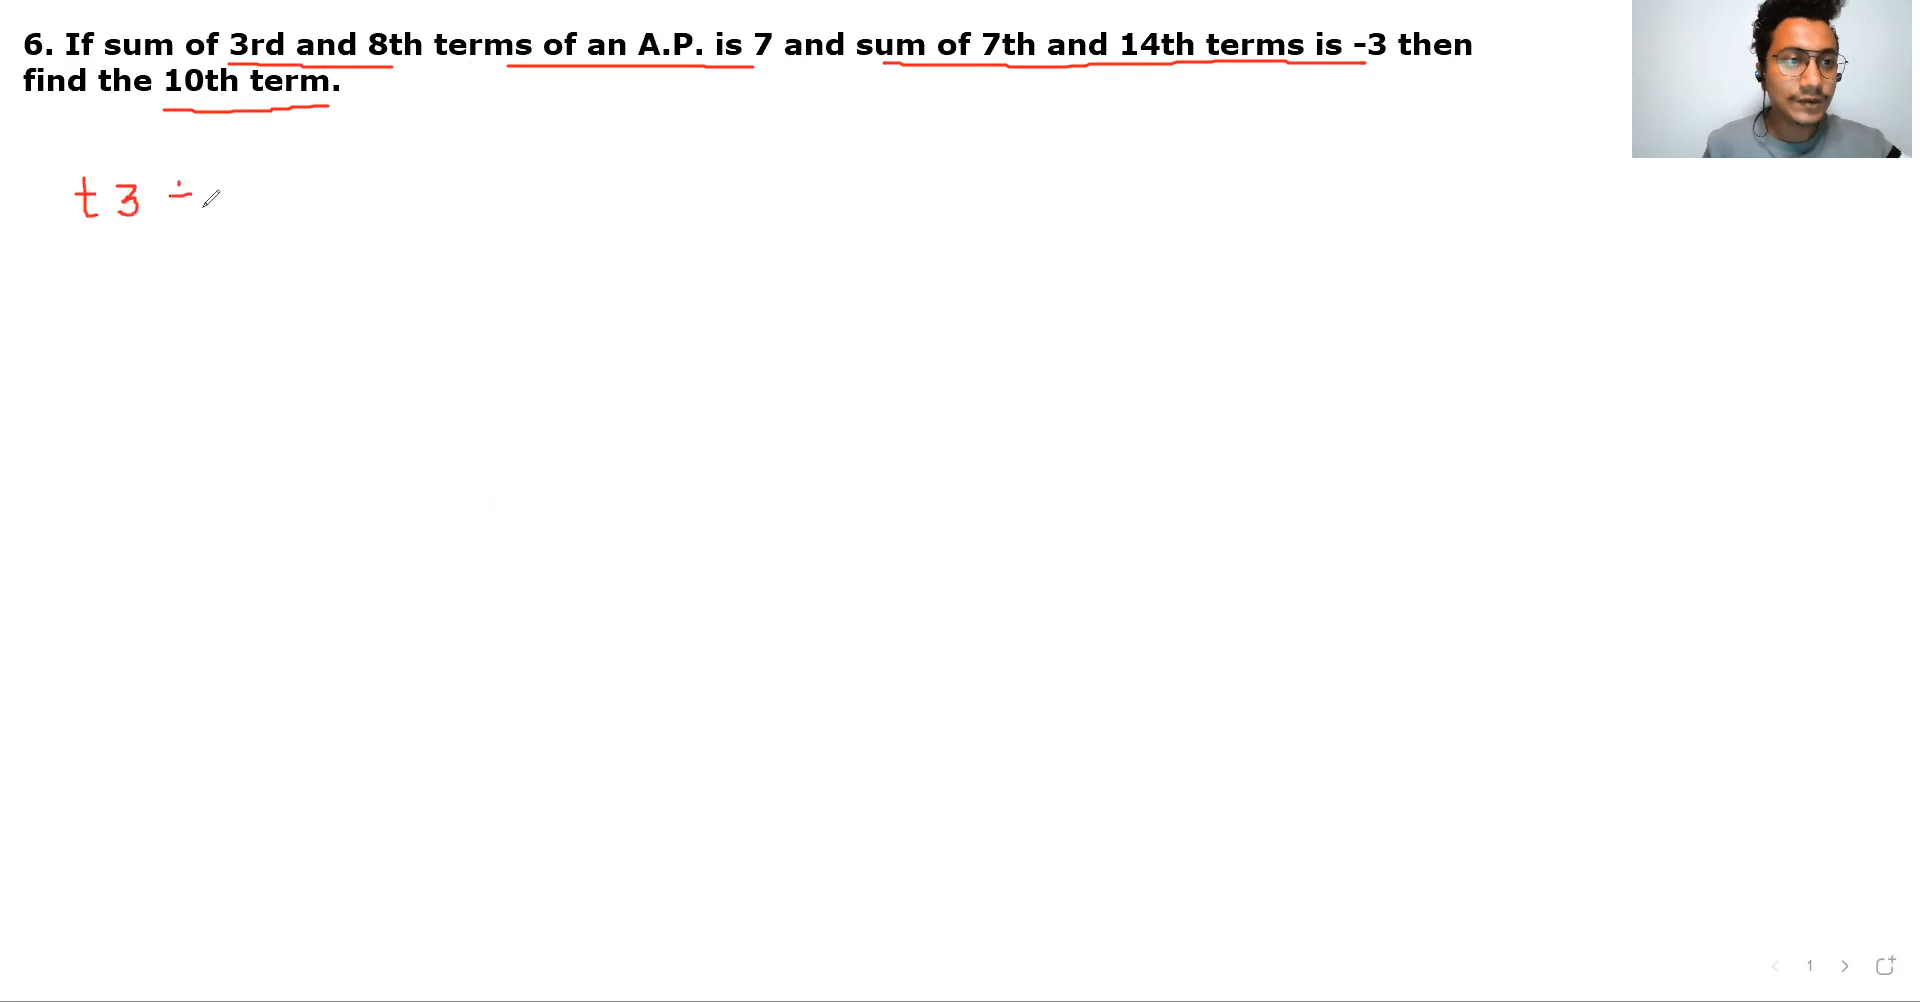 6. If sum of 3rd and 8th terms of an A.P. is 7 and sum of 7th and 14th terms is -3 then
find the 10th term.
t 3 ÷
1